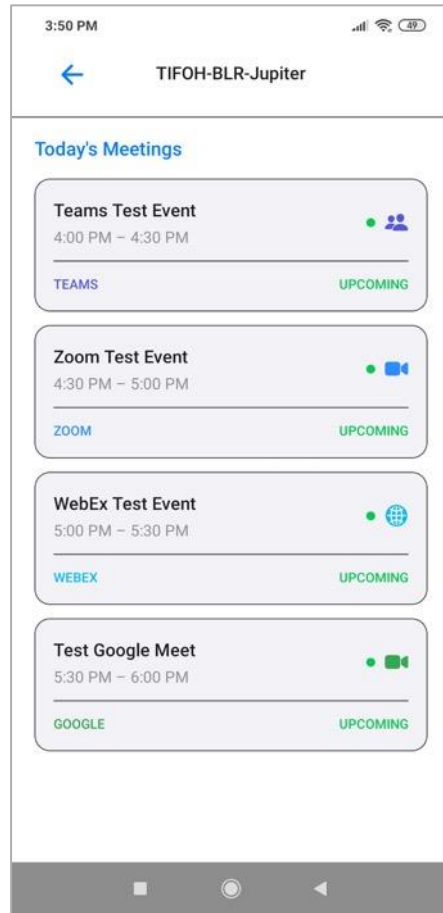 3:50 PM
49
TIFOH-BLR-Jupiter
Today's Meetings
Teams Test Event
4:00 PM – 4:30 PM
TEAMS UPCOMING
Zoom Test Event
4:30 PM – 5:00 PM
ZOOM UPCOMING
WebEx Test Event
5:00 PM – 5:30 PM
WEBEX UPCOMING
Test Google Meet
5:30 PM – 6:00 PM
GOOGLE UPCOMING